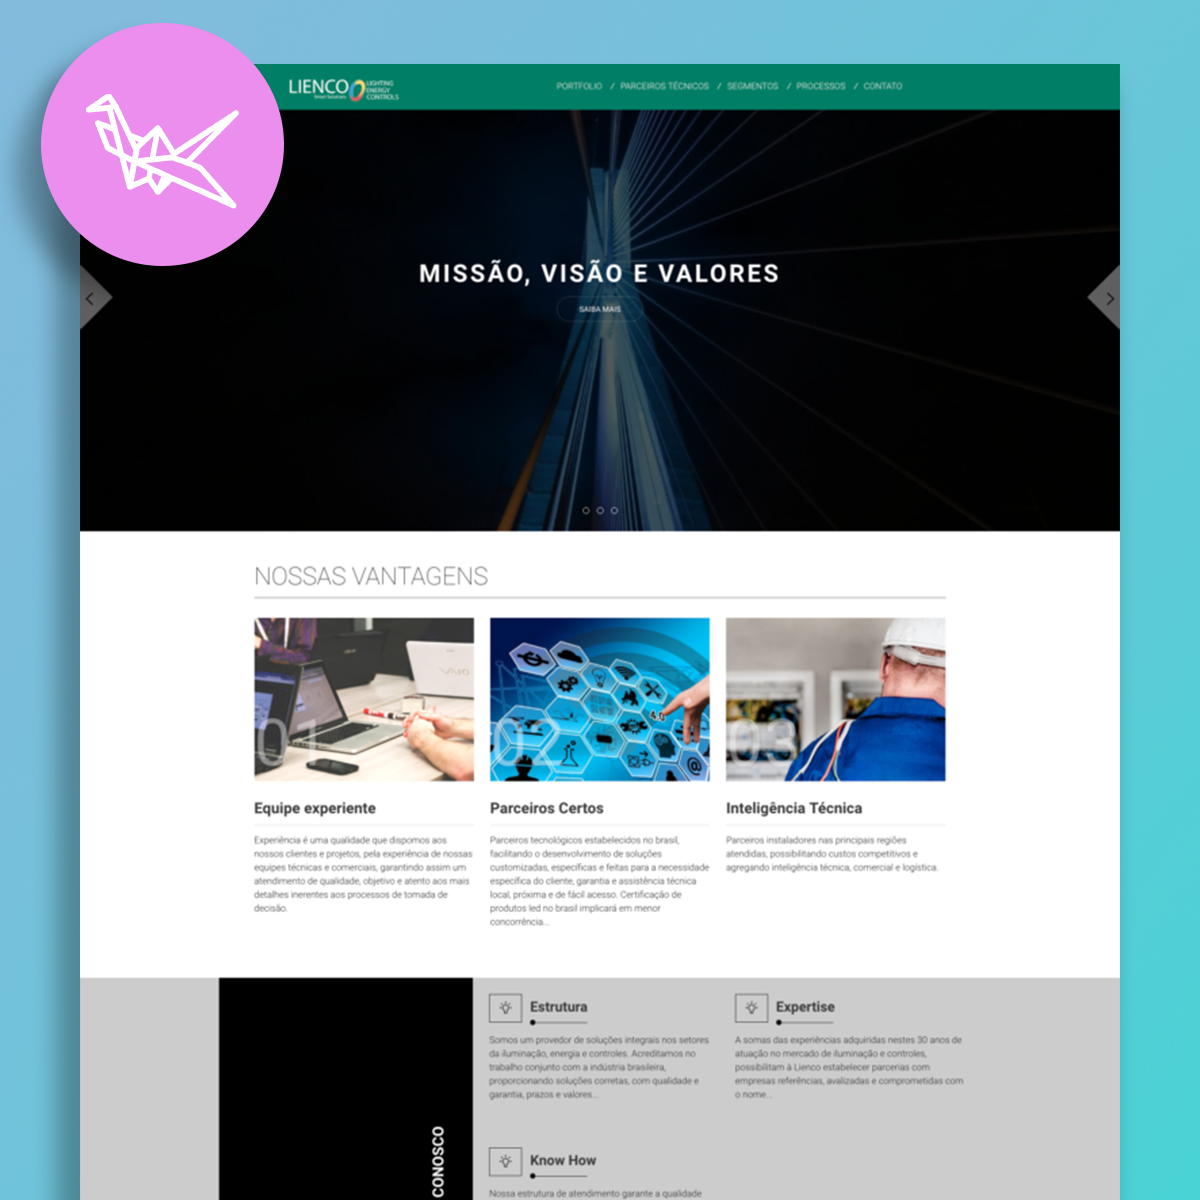 LIENCO LIGHTING
ENERGY
CONTROLS
Smart Solutions
PORTFOLIO / PARCEIROS TÉCNICOS / SEGMENTOS / PROCESSOS / CONTATO
MISSÃO, VISÃO E VALORES
SAIBA MAIS
NOSSAS VANTAGENS
VAIO
4.0
@
01
02
03
Equipe experiente
Experiência é uma qualidade que dispomos aos
nossos clientes e projetos, pela experiência de nossas
equipes técnicas e comerciais, garantindo assim um
atendimento de qualidade, objetivo e atento aos mais
detalhes inerentes aos processos de tomada de
decisão.
Parceiros Certos
Parceiros tecnológicos estabelecidos no brasil,
facilitando o desenvolvimento de soluções
customizadas, específicas e feitas para a necessidade
específica do cliente, garantia e assistência técnica
local, próxima e de fácil acesso. Certificação de
produtos led no brasil implicará em menor
concorrência...
Inteligência Técnica
Parceiros instaladores nas principais regiões
atendidas, possibilitando custos competitivos e
agregando inteligência técnica, comercial e logística.
CONOSCO
Estrutura
Somos um provedor de soluções integrais nos setores
da iluminação, energia e controles. Acreditamos no
trabalho conjunto com a indústria brasileira,
proporcionando soluções corretas, com qualidade e
garantia, prazos e valores...
Expertise
A somas das experiências adquiridas nestes 30 anos de
atuação no mercado de iluminação e controles,
possibilitam à Lienco estabelecer parcerias com
empresas referências, avalizadas e comprometidas com
o nome...
Know How
Nossa estrutura de atendimento garante a qualidade